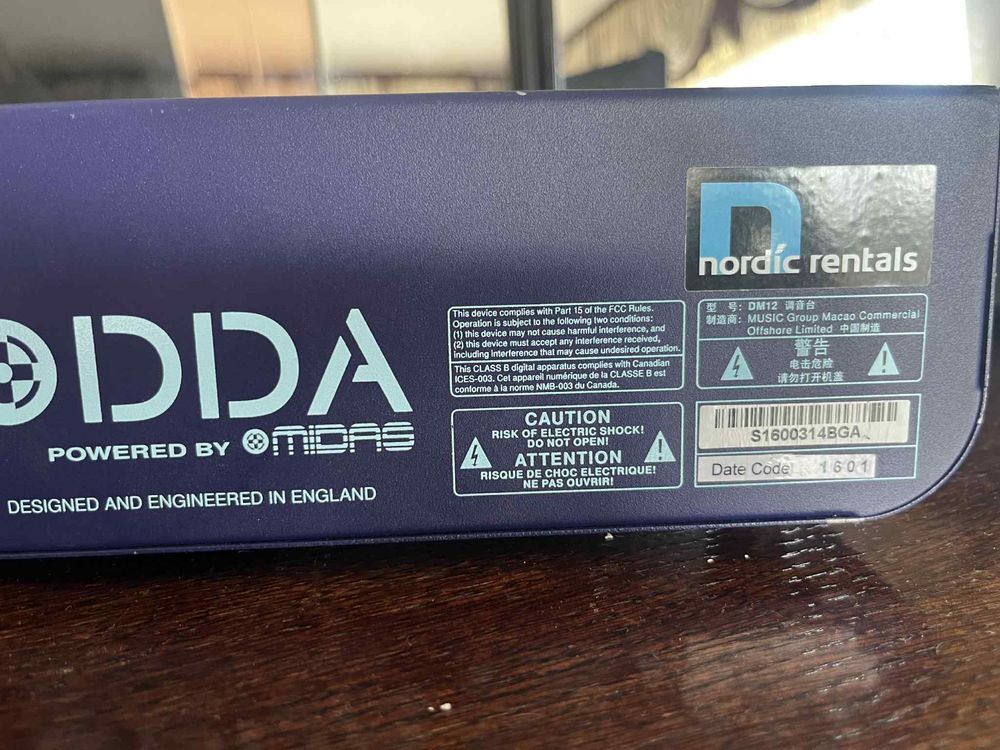 DDA
POWERED BY MIDAS
DESIGNED AND ENGINEERED IN ENGLAND
This device complies with Part 15 of the FCC Rules.
Operation is subject to the following two conditions:
(1) this device may not cause harmful interference, and
(2) this device must accept any interference received,
including interference that may cause undesired operation.
This CLASS B digital apparatus complies with Canadian
ICES-003. Cet appareil numérique de la CLASSE B est
conforme à la norme NMB-003 du Canada.
CAUTION
RISK OF ELECTRIC SHOCK!
DO NOT OPEN!
ATTENTION
RISQUE DE CHOC ELECTRIQUE!
NE PAS OUVRIR!
nordic rentals
型 号: DM12 调音台
制造商: MUSIC Group Macao Commercial
Offshore Limited 中国制造
警告
电击危险
请勿打开机盖
S1600314BGA
Date Code: 1601